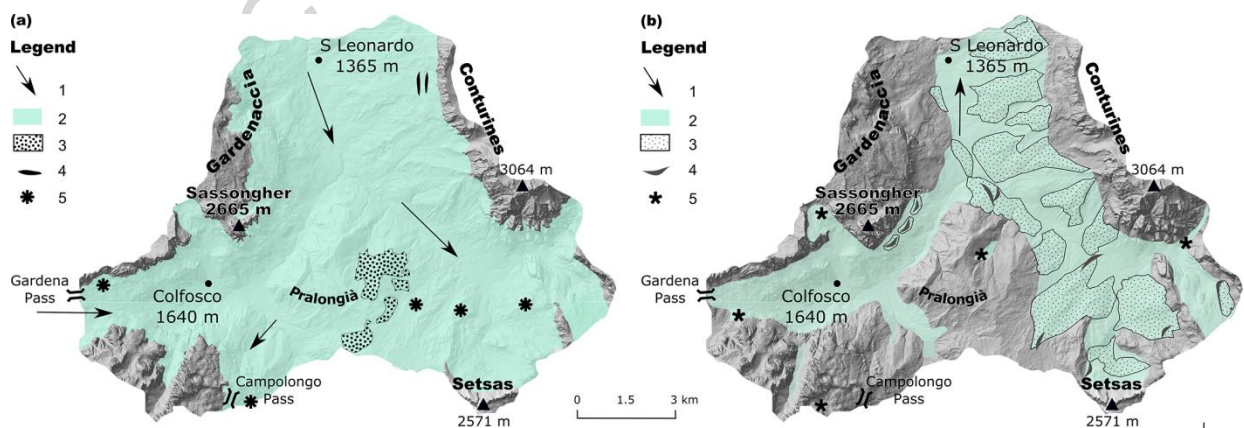 (a)
Legend
1
2
3
4
5
S Leonardo
1365 m
Gardenaccia
Conturines
Sassongher
2665 m
3064 m
Gardena
Pass
Colfosco
1640 m
Pralongià
Campolongo
Pass
Setsas
2571 m
0 1.5 3 km
(b)
Legend
1
2
3
4
5
S Leonardo
1365 m
Gardenaccia
Conturines
Sassongher
2665 m
3064 m
Gardena
Pass
Colfosco
1640 m
Pralongià
Campolongo
Pass
Setsas
2571 m